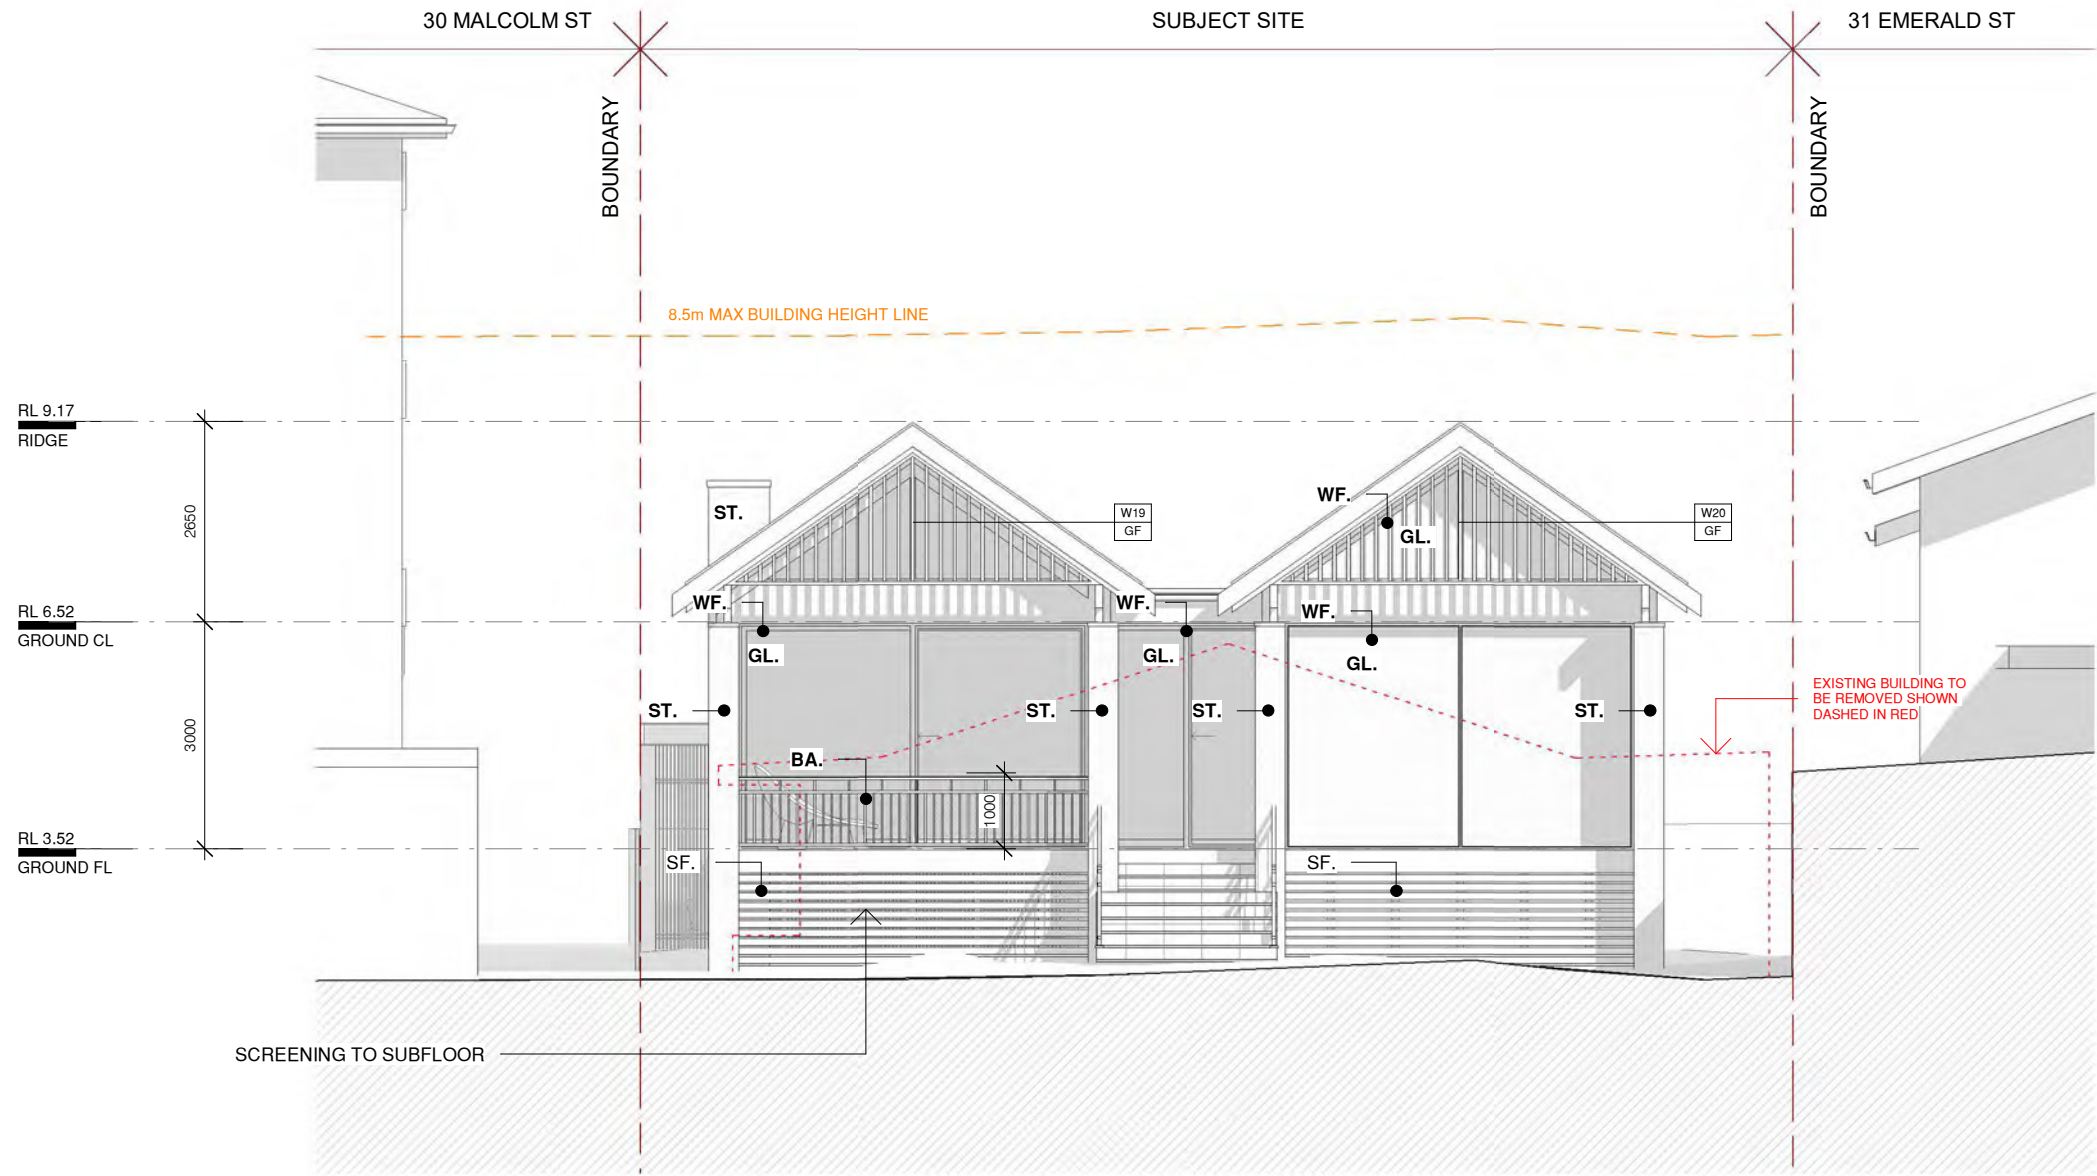 30 MALCOLM ST
SUBJECT SITE
31 EMERALD ST
BOUNDARY
BOUNDARY
8.5m MAX BUILDING HEIGHT LINE
RL 9.17
RIDGE
2650
ST.
W19
GF
WF.
GL.
W20
GF
RL 6.52
GROUND CL
WF.
GL.
WF.
GL.
WF.
GL.
3000
ST.
ST.
ST.
ST.
EXISTING BUILDING TO
BE REMOVED SHOWN
DASHED IN RED
BA.
1000
RL 3.52
GROUND FL
SF.
SF.
SCREENING TO SUBFLOOR